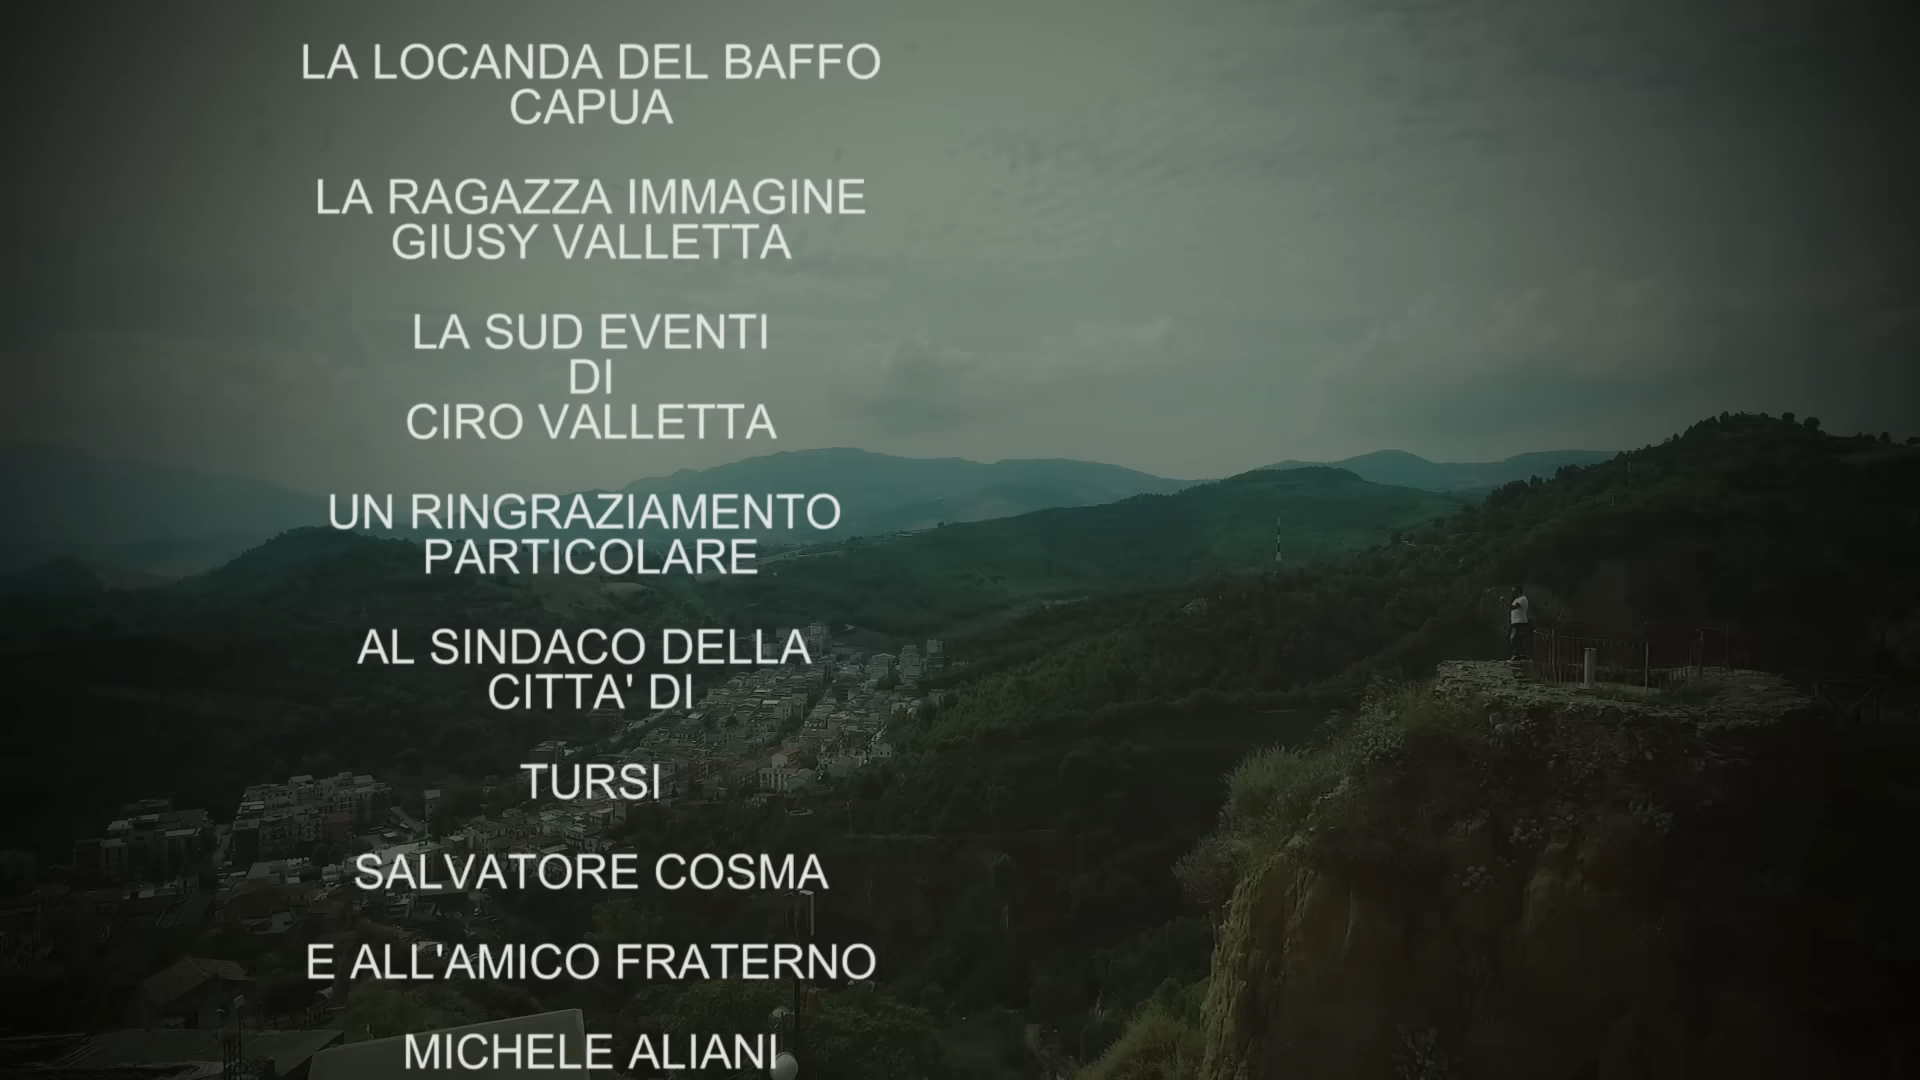 LA LOCANDA DEL BAFFO
CAPUA
LA RAGAZZA IMMAGINE
GIUSY VALLETTA
LA SUD EVENTI
DI
CIRO VALLETTA
UN RINGRAZIAMENTO
PARTICOLARE
AL SINDACO DELLA
CITTA' DI
TURSI
SALVATORE COSMA
E ALL'AMICO FRATERNO
MICHELE ALIANI